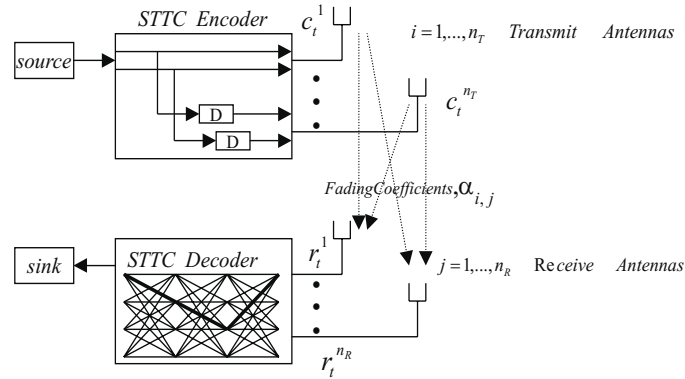 STTC Encoder
c_t^1
i = 1,...,n_T Transmit Antennas
source
c_t^{n_T}
D
D
FadingCoefficients, α_{i, j}
STTC Decoder
r_t^1
j = 1,...,n_R Receive Antennas
sink
r_t^{n_R}